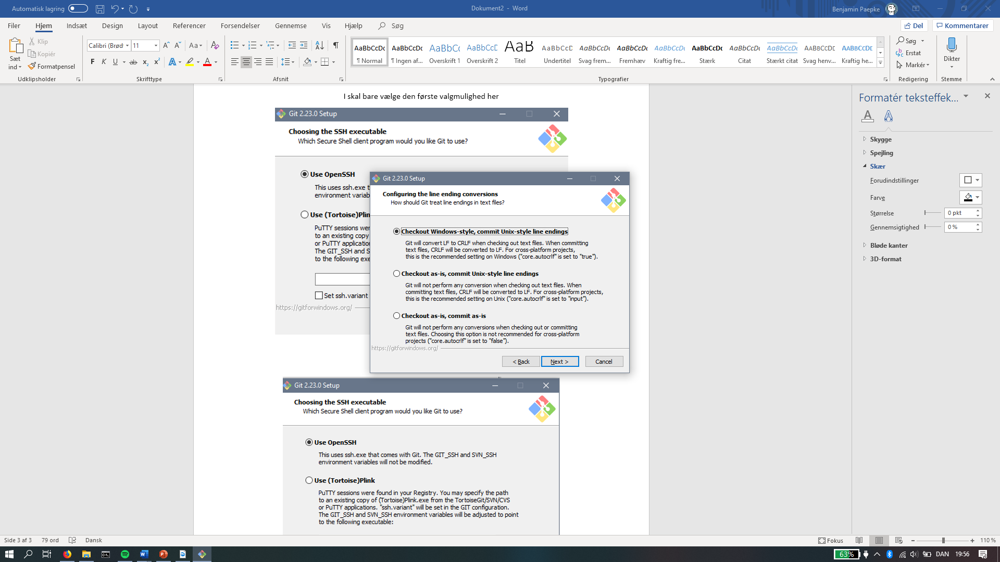 Automatisk lagring
Dokument2 - Word
Benjamin Paepke
Filer Hjem Indsæt Design Layout Referencer Forsendelser Gennemse Vis Hjælp Søg
Del Kommentarer
Sæt ind
Klip
Kopiér
Formatpensel
Udklipsholder
Calibri (Brød 11
Skrifttype
Afsnit
AaBbCcDc AaBbCcDc AaBbCc AaBbCcD AaB AaBbCcD AaBbCcDc AaBbCcDc AaBbCcDc AaBbCcDc AaBbCcDc AaBbCcDc AABBCCDD AABBCCDD
¶ Normal ¶ Ingen af... Overskrift 1 Overskrift 2 Titel Undertitel Svag frem... Fremhæv Kraftig fre... Stærk Citat Stærkt citat Svag henv... Kraftig he...
Typografier
Søg
Erstat
Markér
Redigering
Dikter
Stemme
I skal bare vælge den første valgmulighed her
Git 2.23.0 Setup
Choosing the SSH executable
Which Secure Shell client program would you like Git to use?
Use OpenSSH
This uses ssh.exe
environment variab
Use (Tortoise)Plin
PuTTY sessions wer
to an existing copy
or PuTTY application
The GIT_SSH and S
to the following exe
Set ssh.variant
https://gitforwindows.org/
Git 2.23.0 Setup
Configuring the line ending conversions
How should Git treat line endings in text files?
Checkout Windows-style, commit Unix-style line endings
Git will convert LF to CRLF when checking out text files. When committing
text files, CRLF will be converted to LF. For cross-platform projects,
this is the recommended setting on Windows ("core.autocrlf" is set to "true").
Checkout as-is, commit Unix-style line endings
Git will not perform any conversion when checking out text files. When
committing text files, CRLF will be converted to LF. For cross-platform projects,
this is the recommended setting on Unix ("core.autocrlf" is set to "input").
Checkout as-is, commit as-is
Git will not perform any conversions when checking out or committing
text files. Choosing this option is not recommended for cross-platform
projects ("core.autocrlf" is set to "false").
https://gitforwindows.org/
< Back Next > Cancel
Git 2.23.0 Setup
Choosing the SSH executable
Which Secure Shell client program would you like Git to use?
Use OpenSSH
This uses ssh.exe that comes with Git. The GIT_SSH and SVN_SSH
environment variables will not be modified.
Use (Tortoise)Plink
PuTTY sessions were found in your Registry. You may specify the path
to an existing copy of (Tortoise)Plink.exe from the TortoiseGit/SVN/CVS
or PuTTY applications. "ssh.variant" will be set in the GIT configuration.
The GIT_SSH and SVN_SSH environment variables will be adjusted to point
to the following executable:
Formatér teksteffek...
Skygge
Spejling
Skær
Forudindstillinger
Farve
Størrelse 0 pkt
Gennemsigtighed 0 %
Bløde kanter
3D-format
Side 3 af 3 79 ord Dansk
Fokus
110 %
63% DAN 19:56